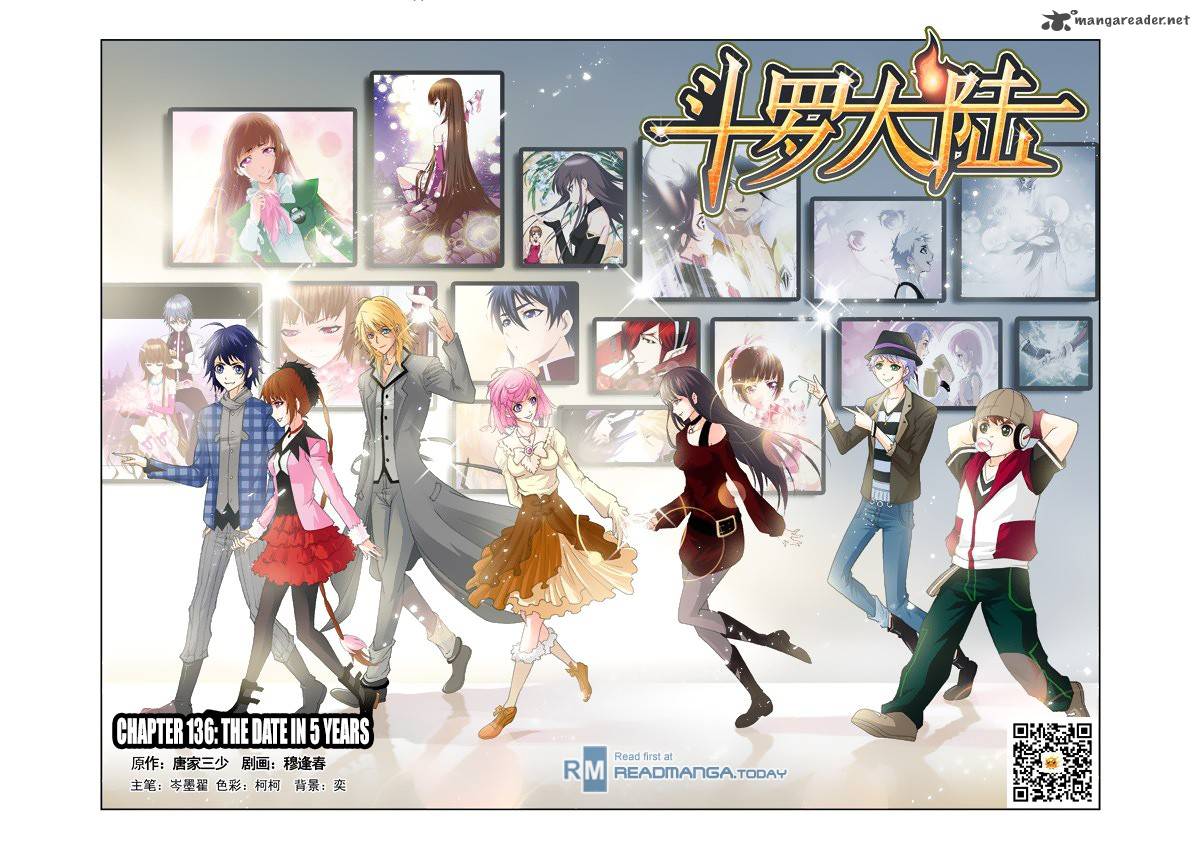 mangareader.net
斗罗大陆
CHAPTER 136: THE DATE IN 5 YEARS
原作：唐家三少 剧画：穆逢春
主笔：岑墨翟 色彩：柯柯 背景：奕
RM Read first at
READMANGA.TODAY